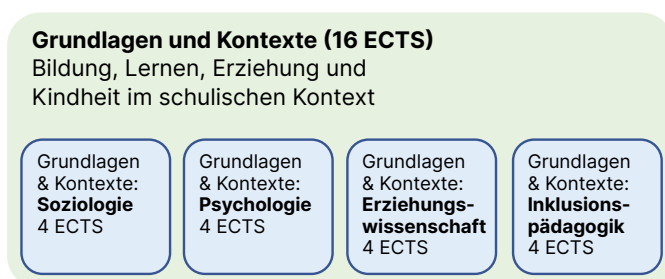 Grundlagen und Kontexte (16 ECTS)
Bildung, Lernen, Erziehung und
Kindheit im schulischen Kontext
Grundlagen
& Kontexte:
Soziologie
4 ECTS
Grundlagen
& Kontexte:
Psychologie
4 ECTS
Grundlagen
& Kontexte:
Erziehungs-
wissenschaft
4 ECTS
Grundlagen
& Kontexte:
Inklusions-
pädagogik
4 ECTS